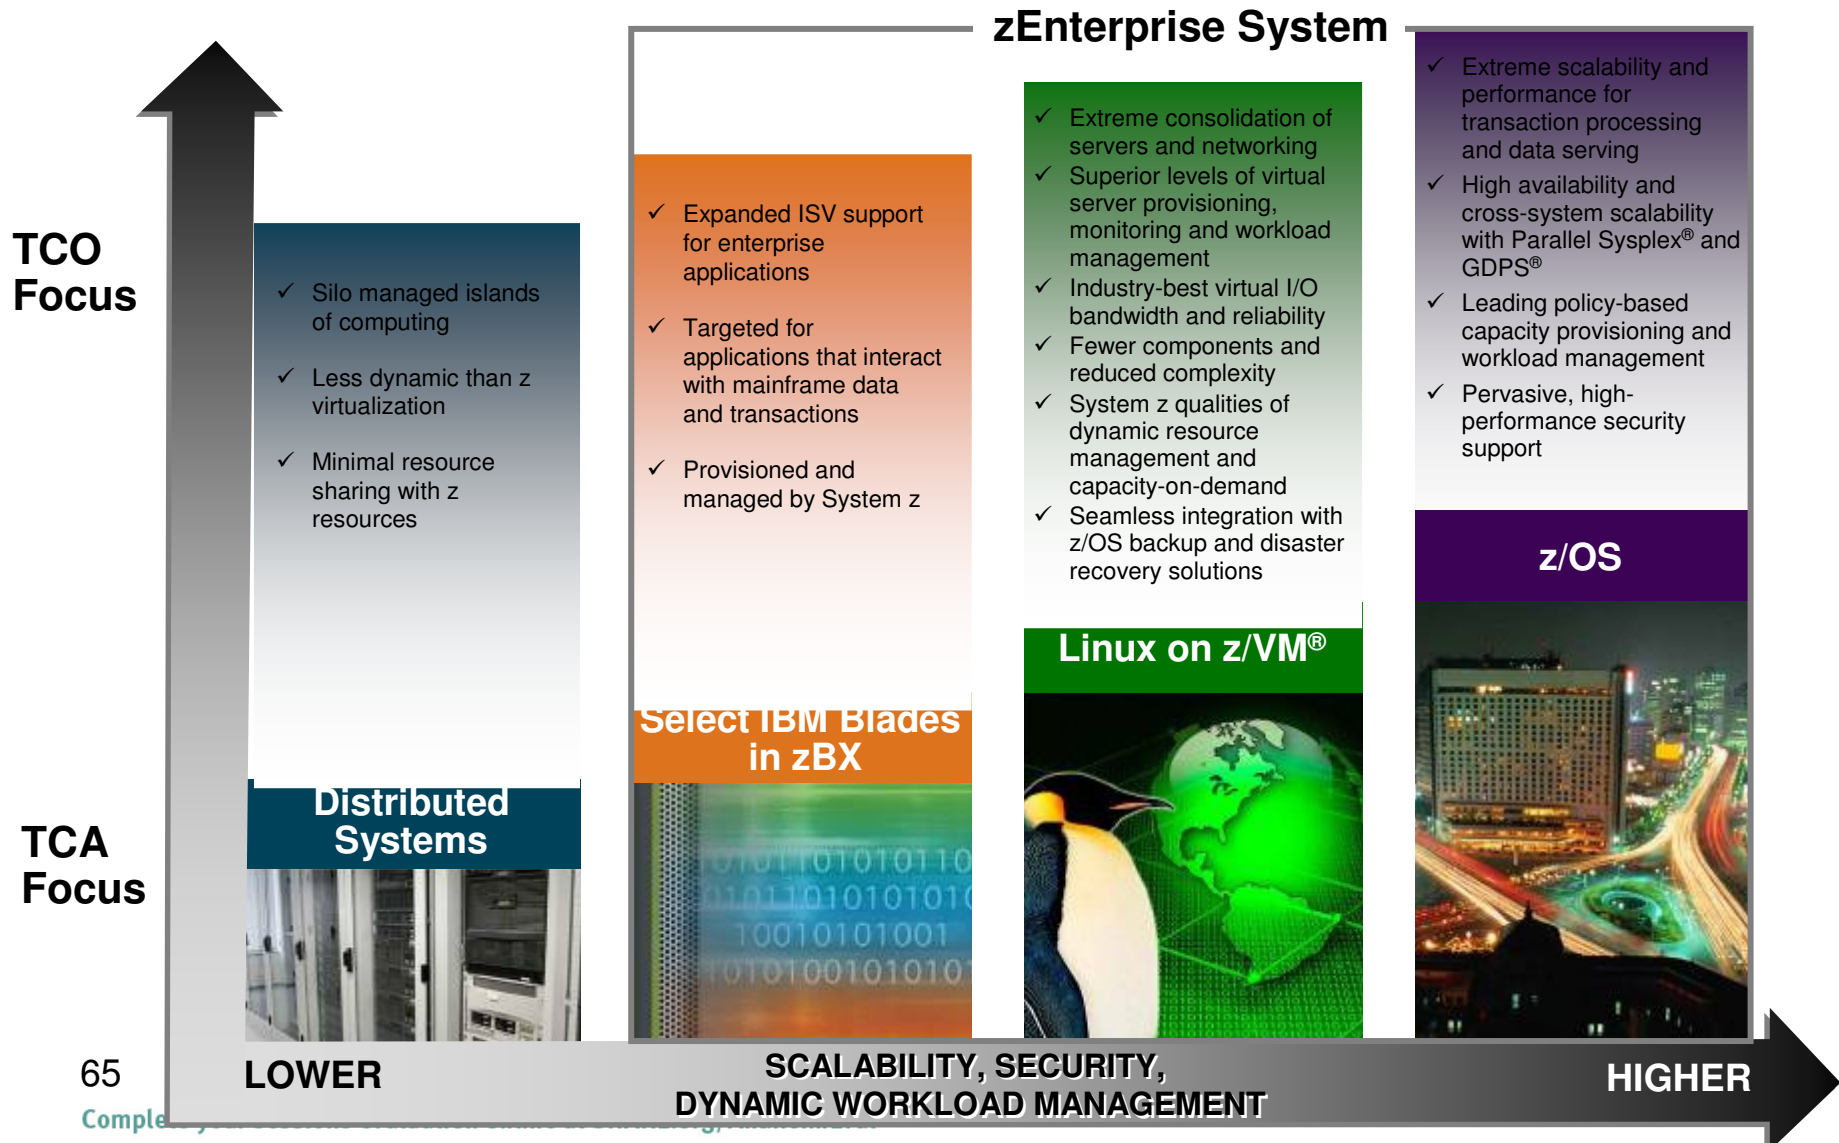 zEnterprise System
TCO
Focus
TCA
Focus
✓ Silo managed islands
of computing
✓ Less dynamic than z
virtualization
✓ Minimal resource
sharing with z
resources
Distributed
Systems
✓ Expanded ISV support
for enterprise
applications
✓ Targeted for
applications that interact
with mainframe data
and transactions
✓ Provisioned and
managed by System z
Select IBM Blades
in zBX
10101001010101
10010101001
✓ Extreme consolidation of
servers and networking
✓ Superior levels of virtual
server provisioning,
monitoring and workload
management
✓ Industry-best virtual I/O
bandwidth and reliability
✓ Fewer components and
reduced complexity
✓ System z qualities of
dynamic resource
management and
capacity-on-demand
✓ Seamless integration with
z/OS backup and disaster
recovery solutions
Linux on z/VM®
✓ Extreme scalability and
performance for
transaction processing
and data serving
✓ High availability and
cross-system scalability
with Parallel Sysplex® and
GDPS®
✓ Leading policy-based
capacity provisioning and
workload management
✓ Pervasive, high-
performance security
support
z/OS
LOWER
SCALABILITY, SECURITY,
DYNAMIC WORKLOAD MANAGEMENT
HIGHER
65